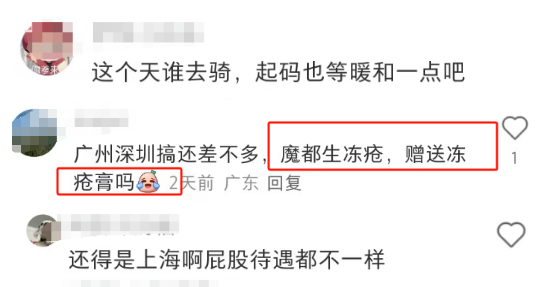 这个天谁去骑，起码也等暖和一点吧
广州深圳搞还差不多，魔都生冻疮，赠送冻
疮膏吗 2天前 广东 回复
1
还得是上海啊屁股待遇都不一样